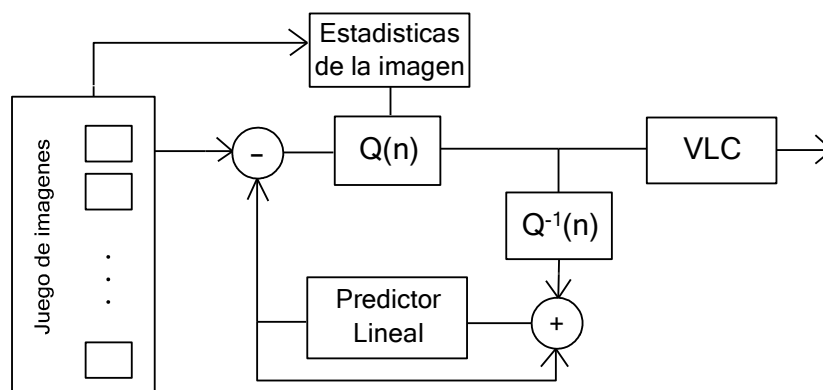 Estadisticas
de la imagen
Juego de imagenes
-
Q(n)
VLC
Q-1(n)
Predictor
Lineal
+